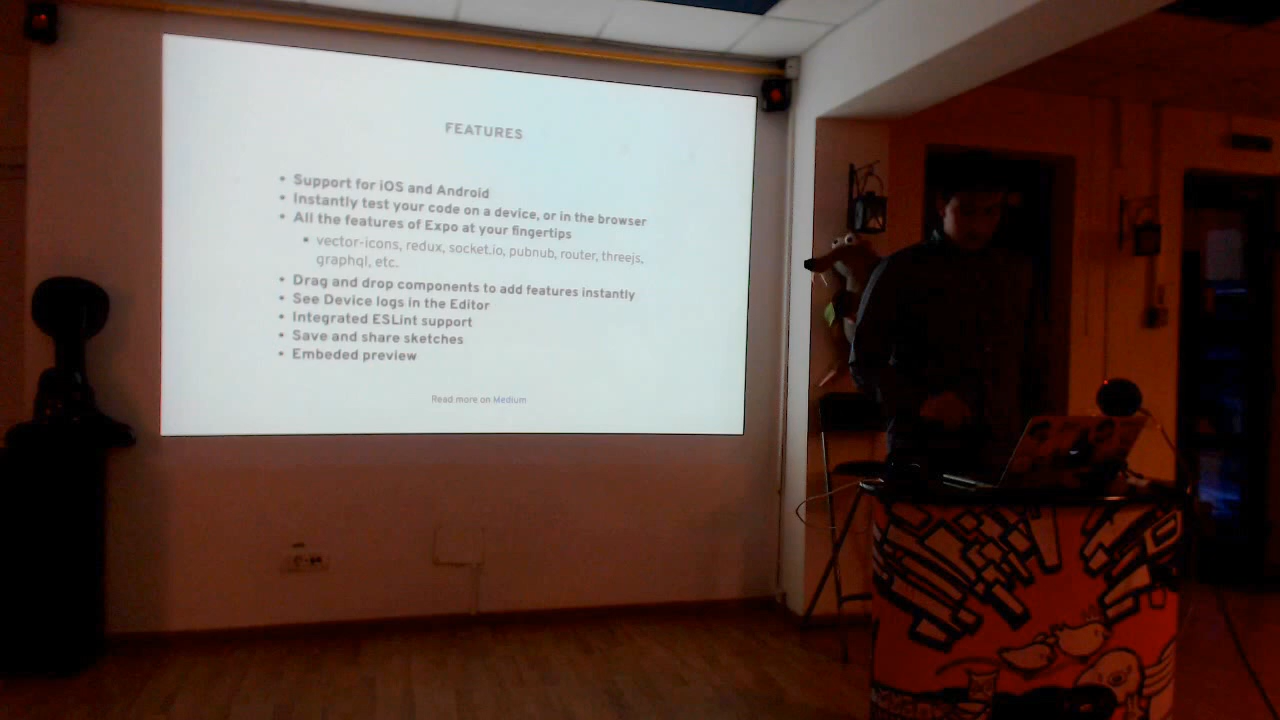 FEATURES
• Support for iOS and Android
• Instantly test your code on a device, or in the browser
• All the features of Expo at your fingertips
▪ vector-icons, redux, socket.io, pubnub, router, threejs,
graphql, etc.
• Drag and drop components to add features instantly
• See Device logs in the Editor
• Integrated ESLint support
• Save and share sketches
• Embeded preview
Read more on Medium